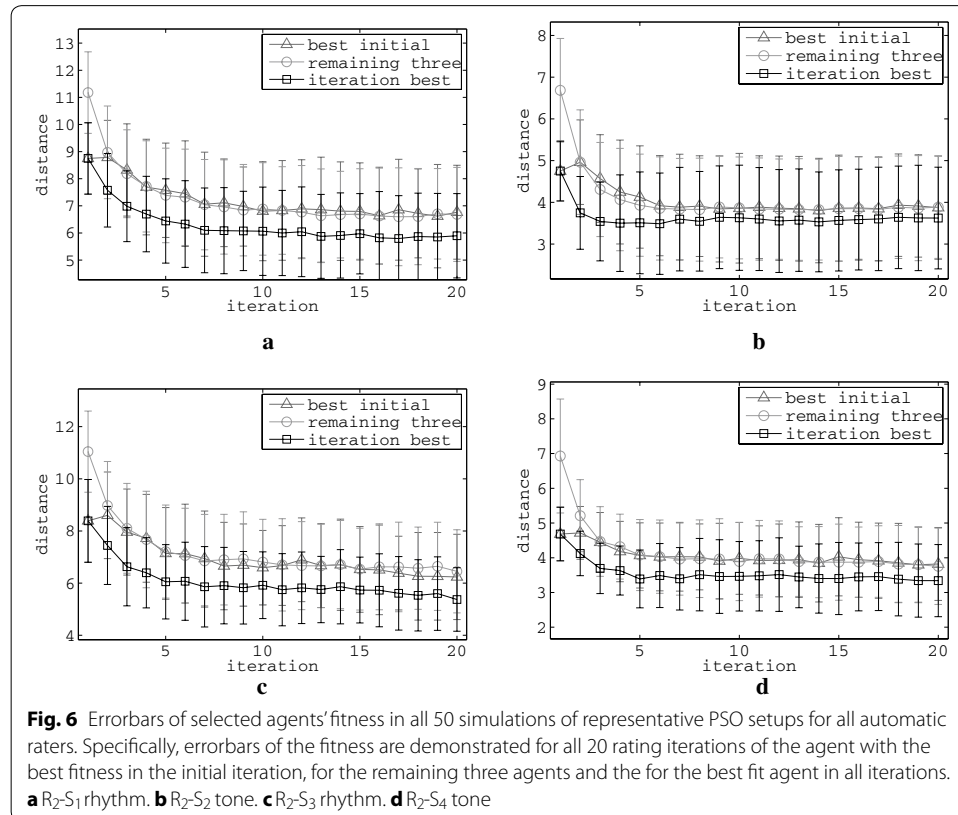 13
12
11
10
9
8
7
6
5
distance
best initial
remaining three
iteration best
5
10
15
20
iteration
a
8
7
6
5
4
3
distance
best initial
remaining three
iteration best
5
10
15
20
iteration
b
12
10
8
6
4
distance
best initial
remaining three
iteration best
5
10
15
20
iteration
c
9
8
7
6
5
4
3
2
distance
best initial
remaining three
iteration best
5
10
15
20
iteration
d
Fig. 6 Errorbars of selected agents' fitness in all 50 simulations of representative PSO setups for all automatic
raters. Specifically, errorbars of the fitness are demonstrated for all 20 rating iterations of the agent with the
best fitness in the initial iteration, for the remaining three agents and the for the best fit agent in all iterations.
a R₂-S₁ rhythm. b R₂-S₂ tone. c R₂-S₃ rhythm. d R₂-S₄ tone